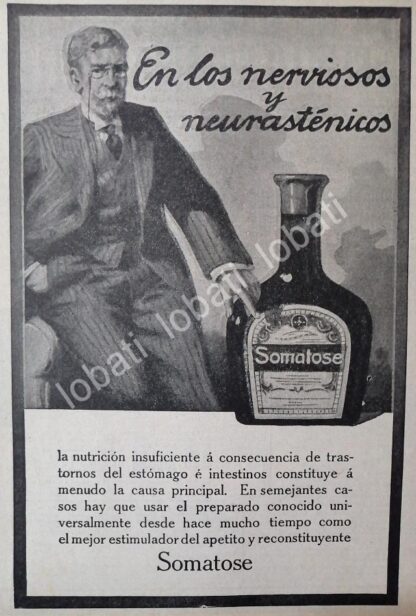 En los nerviosos
y
neurasténicos
Somatose
la nutrición insuficiente á consecuencia de tras-
tornos del estómago é intestinos constituye á
menudo la causa principal. En semejantes ca-
sos hay que usar el preparado conocido uni-
versalmente desde hace mucho tiempo como
el mejor estimulador del apetito y reconstituyente
Somatose
lobati lobati lobati